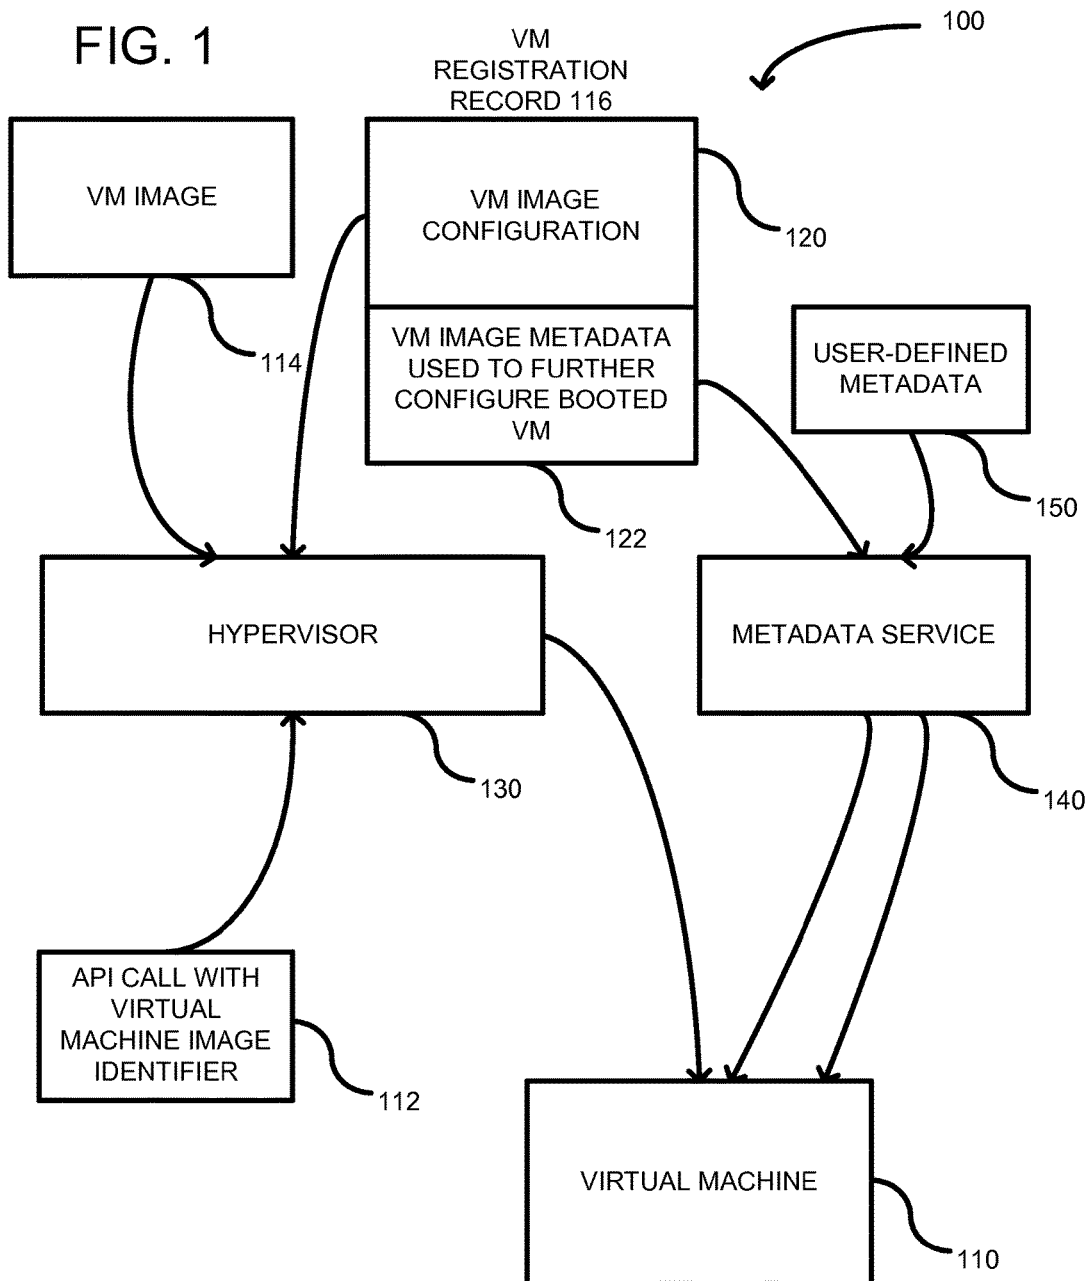 FIG. 1
VM
REGISTRATION
RECORD 116
100
VM IMAGE
VM IMAGE
CONFIGURATION
120
114
VM IMAGE METADATA
USED TO FURTHER
CONFIGURE BOOTED
VM
USER-DEFINED
METADATA
150
122
HYPERVISOR
METADATA SERVICE
130
140
API CALL WITH
VIRTUAL
MACHINE IMAGE
IDENTIFIER
112
VIRTUAL MACHINE
110